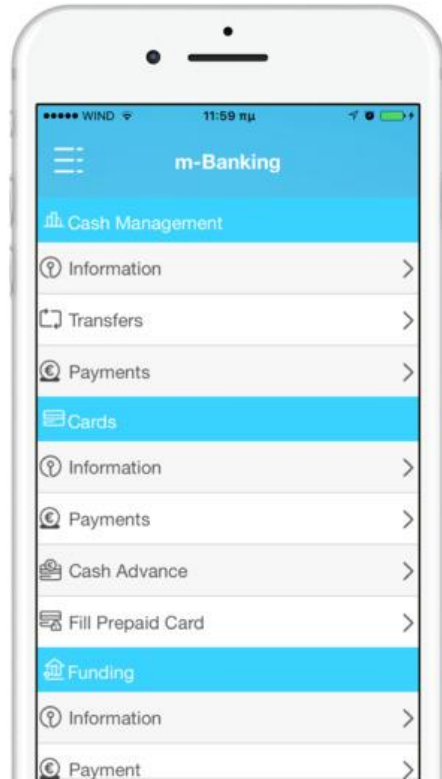 WIND 11:59 πμ
m-Banking
Cash Management
Information
Transfers
Payments
Cards
Information
Payments
Cash Advance
Fill Prepaid Card
Funding
Information
Payment